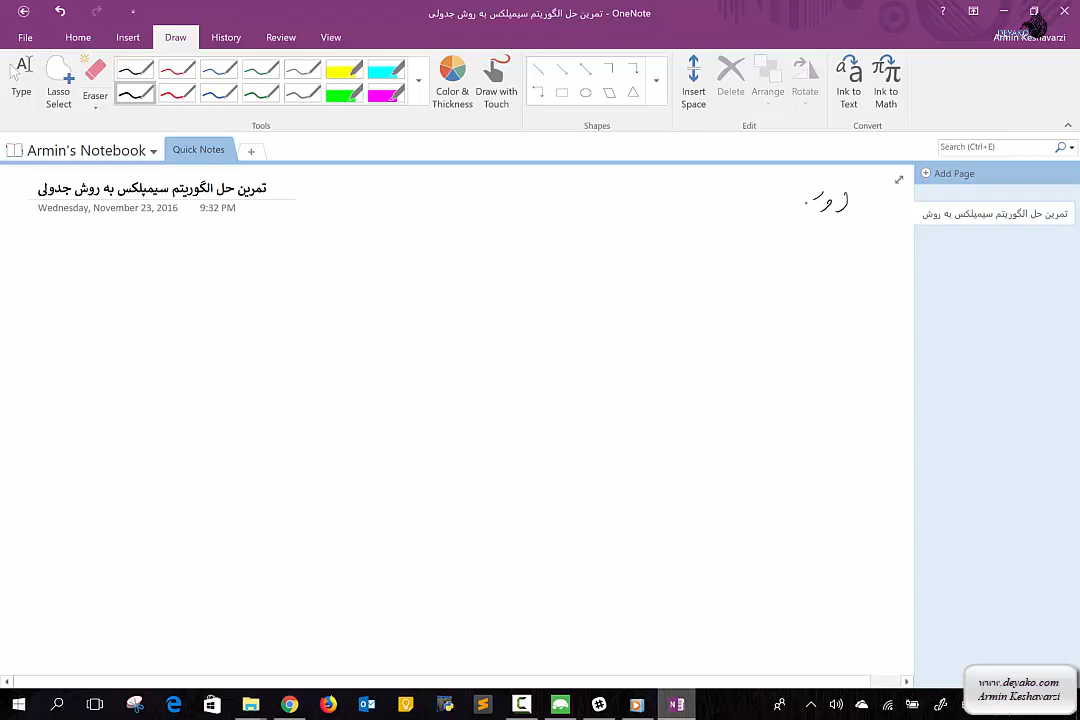 تمرین حل الگوریتم سیمپلکس به روش جدولی - OneNote
DEYAKO
Armin Keshavarzi
File
Home
Insert
Draw
History
Review
View
Type
Lasso Select
Eraser
Color & Thickness
Draw with Touch
Insert Space
Delete
Arrange
Rotate
Ink to Text
Ink to Math
Tools
Shapes
Edit
Convert
Armin's Notebook
Quick Notes
Search (Ctrl+E)
تمرین حل الگوریتم سیمپلکس به روش جدولی
Wednesday, November 23, 2016 9:32 PM
Add Page
تمرین حل الگوریتم سیمپلکس به روش
www.deyako.com
Armin Keshavarzi